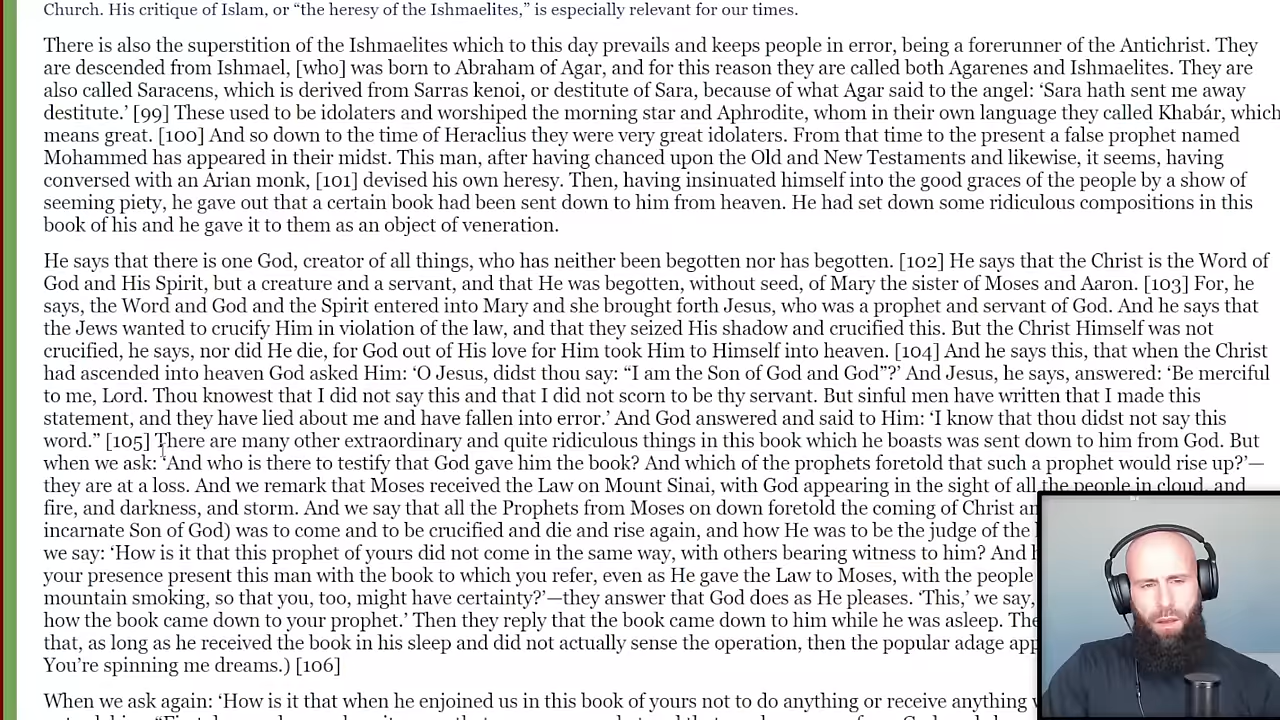 Church. His critique of Islam, or “the heresy of the Ishmaelites,” is especially relevant for our times.
There is also the superstition of the Ishmaelites which to this day prevails and keeps people in error, being a forerunner of the Antichrist. They
are descended from Ishmael, [who] was born to Abraham of Agar, and for this reason they are called both Agarenes and Ishmaelites. They are
also called Saracens, which is derived from Sarras kenoi, or destitute of Sara, because of what Agar said to the angel: ‘Sara hath sent me away
destitute.’ [99] These used to be idolaters and worshiped the morning star and Aphrodite, whom in their own language they called Khabár, which
means great. [100] And so down to the time of Heraclius they were very great idolaters. From that time to the present a false prophet named
Mohammed has appeared in their midst. This man, after having chanced upon the Old and New Testaments and likewise, it seems, having
conversed with an Arian monk, [101] devised his own heresy. Then, having insinuated himself into the good graces of the people by a show of
seeming piety, he gave out that a certain book had been sent down to him from heaven. He had set down some ridiculous compositions in this
book of his and he gave it to them as an object of veneration.
He says that there is one God, creator of all things, who has neither been begotten nor has begotten. [102] He says that the Christ is the Word of
God and His Spirit, but a creature and a servant, and that He was begotten, without seed, of Mary the sister of Moses and Aaron. [103] For, he
says, the Word and God and the Spirit entered into Mary and she brought forth Jesus, who was a prophet and servant of God. And he says that
the Jews wanted to crucify Him in violation of the law, and that they seized His shadow and crucified this. But the Christ Himself was not
crucified, he says, nor did He die, for God out of His love for Him took Him to Himself into heaven. [104] And he says this, that when the Christ
had ascended into heaven God asked Him: ‘O Jesus, didst thou say: “I am the Son of God and God”?’ And Jesus, he says, answered: ‘Be merciful
to me, Lord. Thou knowest that I did not say this and that I did not scorn to be thy servant. But sinful men have written that I made this
statement, and they have lied about me and have fallen into error.’ And God answered and said to Him: ‘I know that thou didst not say this
word.” [105] There are many other extraordinary and quite ridiculous things in this book which he boasts was sent down to him from God. But
when we ask: ‘And who is there to testify that God gave him the book? And which of the prophets foretold that such a prophet would rise up?’—
they are at a loss. And we remark that Moses received the Law on Mount Sinai, with God appearing in the sight of all the people in cloud, and
fire, and darkness, and storm. And we say that all the Prophets from Moses on down foretold the coming of Christ
incarnate Son of God) was to come and to be crucified and die and rise again, and how He was to be the judge of the
we say: ‘How is it that this prophet of yours did not come in the same way, with others bearing witness to him? And
your presence present this man with the book to which you refer, even as He gave the Law to Moses, with the people
mountain smoking, so that you, too, might have certainty?’—they answer that God does as He pleases. ‘This,’ we say,
how the book came down to your prophet.’ Then they reply that the book came down to him while he was asleep.
that, as long as he received the book in his sleep and did not actually sense the operation, then the popular adage
You’re spinning me dreams.) [106]
When we ask again: ‘How is it that when he enjoined us in this book of yours not to do anything or receive anything